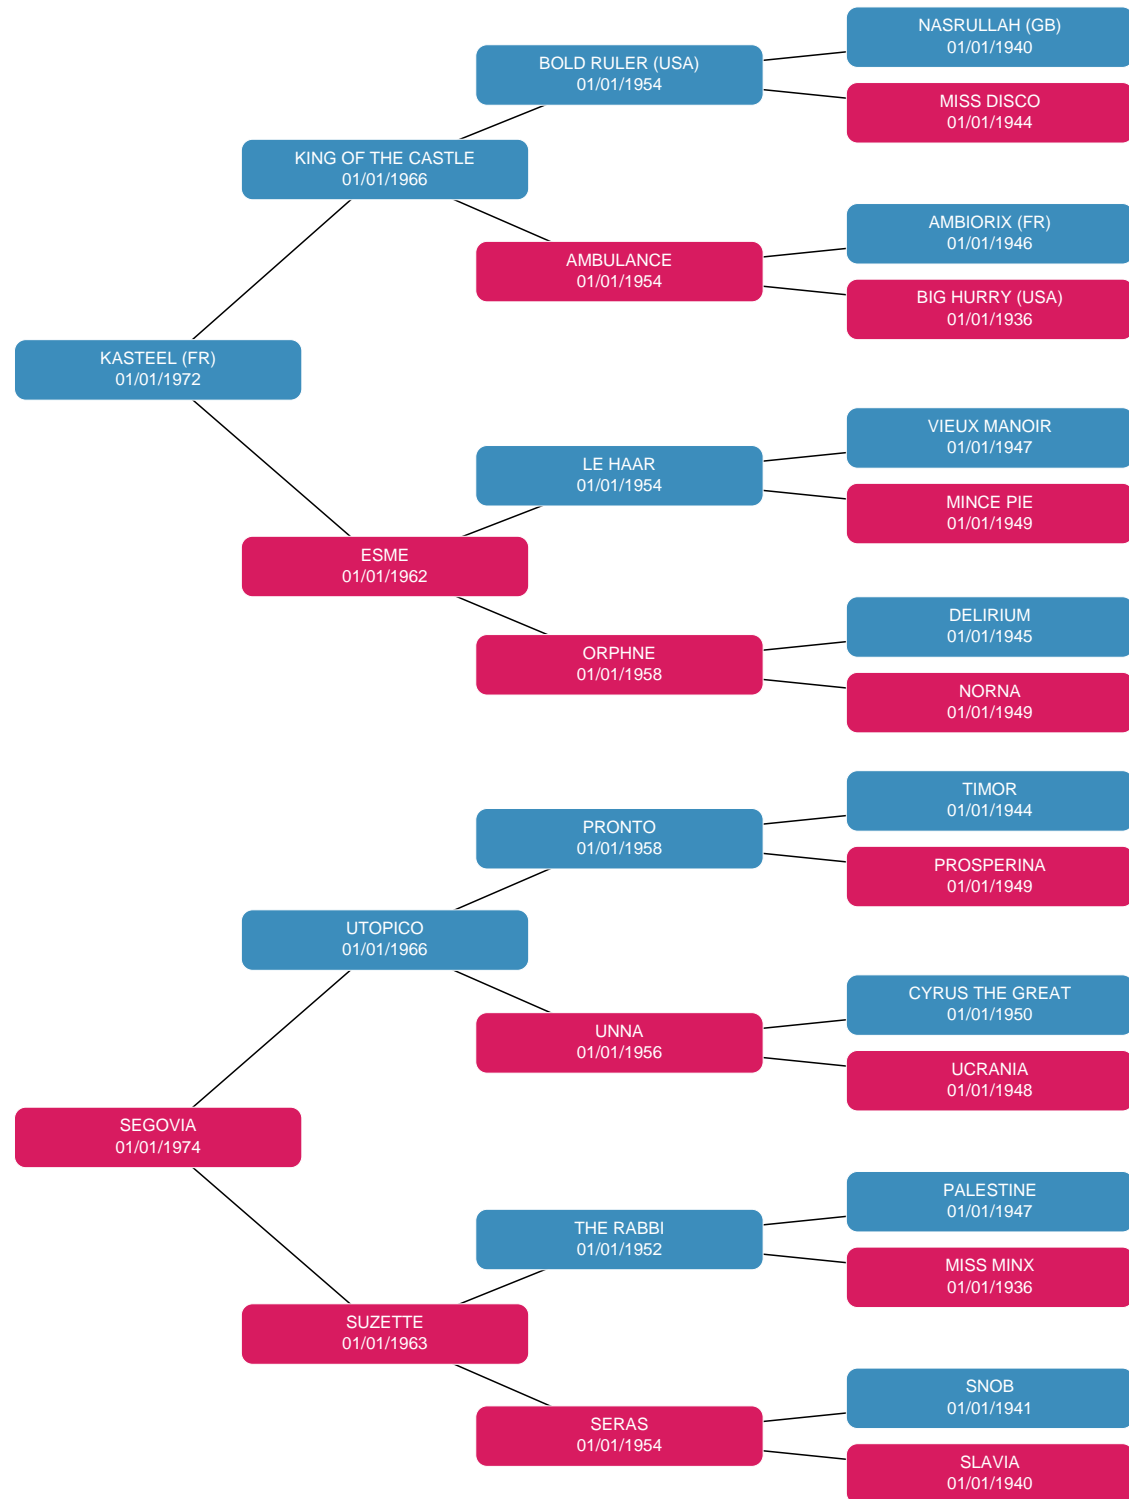 NASRULLAH (GB)
01/01/1940
BOLD RULER (USA)
01/01/1954
MISS DISCO
01/01/1944
KING OF THE CASTLE
01/01/1966
AMBIORIX (FR)
01/01/1946
AMBULANCE
01/01/1954
BIG HURRY (USA)
01/01/1936
KASTEEL (FR)
01/01/1972
VIEUX MANOIR
01/01/1947
LE HAAR
01/01/1954
MINCE PIE
01/01/1949
ESME
01/01/1962
DELIRIUM
01/01/1945
ORPHNE
01/01/1958
NORNA
01/01/1949
TIMOR
01/01/1944
PRONTO
01/01/1958
PROSPERINA
01/01/1949
UTOPICO
01/01/1966
CYRUS THE GREAT
01/01/1950
UNNA
01/01/1956
UCRANIA
01/01/1948
SEGOVIA
01/01/1974
PALESTINE
01/01/1947
THE RABBI
01/01/1952
MISS MINX
01/01/1936
SUZETTE
01/01/1963
SNOB
01/01/1941
SERAS
01/01/1954
SLAVIA
01/01/1940